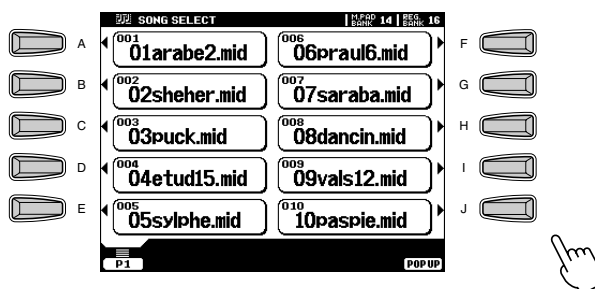 SONG SELECT M.PAD BANK 14 REG. BANK 16
A 001 01arabe2.mid 006 06praul6.mid F
B 002 02sheher.mid 007 07saraba.mid G
C 003 03puck.mid 008 08dancin.mid H
D 004 04etud15.mid 009 09vals12.mid I
E 005 05sylphe.mid 010 10paspie.mid J
P1 POPUP